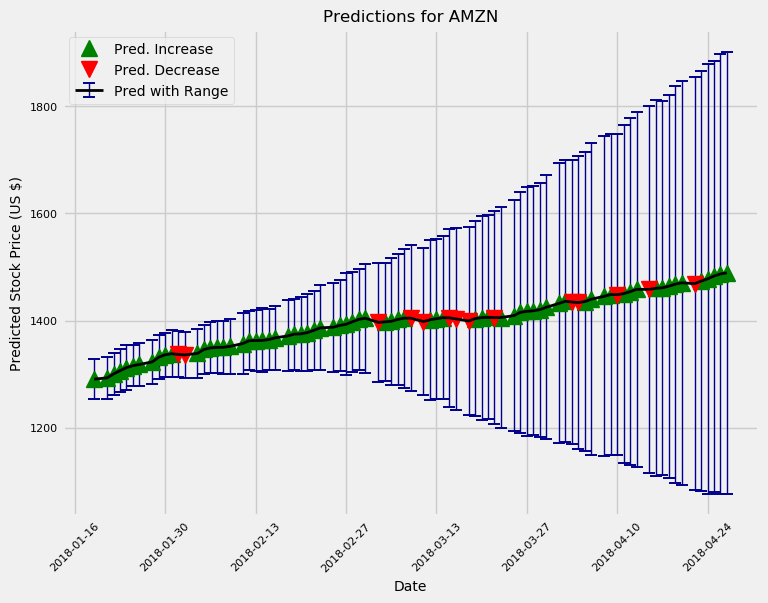 Predictions for AMZN
Pred. Increase
Pred. Decrease
Pred with Range
1800
1600
1400
1200
Predicted Stock Price (US $)
2018-01-16
2018-01-30
2018-02-13
2018-02-27
2018-03-13
2018-03-27
2018-04-10
2018-04-24
Date